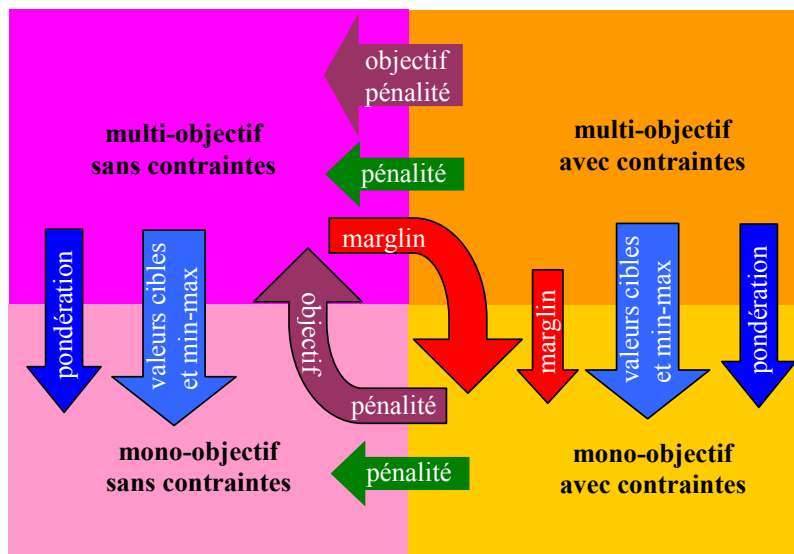 objectif
pénalité
multi-objectif
sans contraintes
multi-objectif
avec contraintes
pénalité
marglin
pondération
valeurs cibles
et min-max
objectif
pénalité
marglin
valeurs cibles
et min-max
pondération
mono-objectif
sans contraintes
pénalité
mono-objectif
avec contraintes